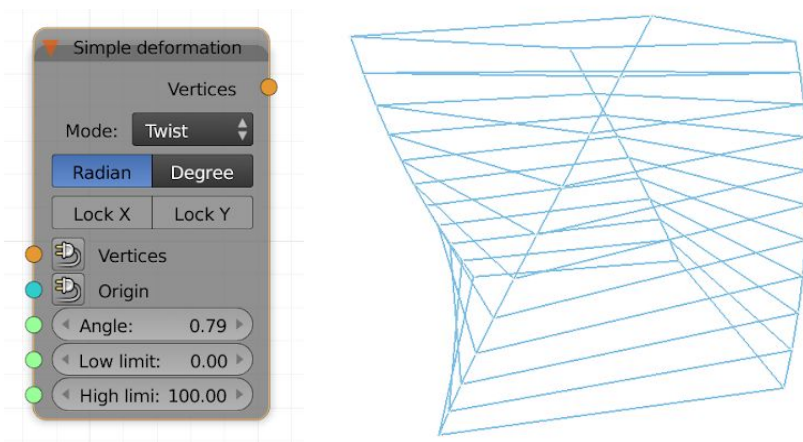 Simple deformation
Vertices
Mode: Twist
Radian Degree
Lock X Lock Y
Vertices
Origin
Angle: 0.79
Low limit: 0.00
High limi: 100.00